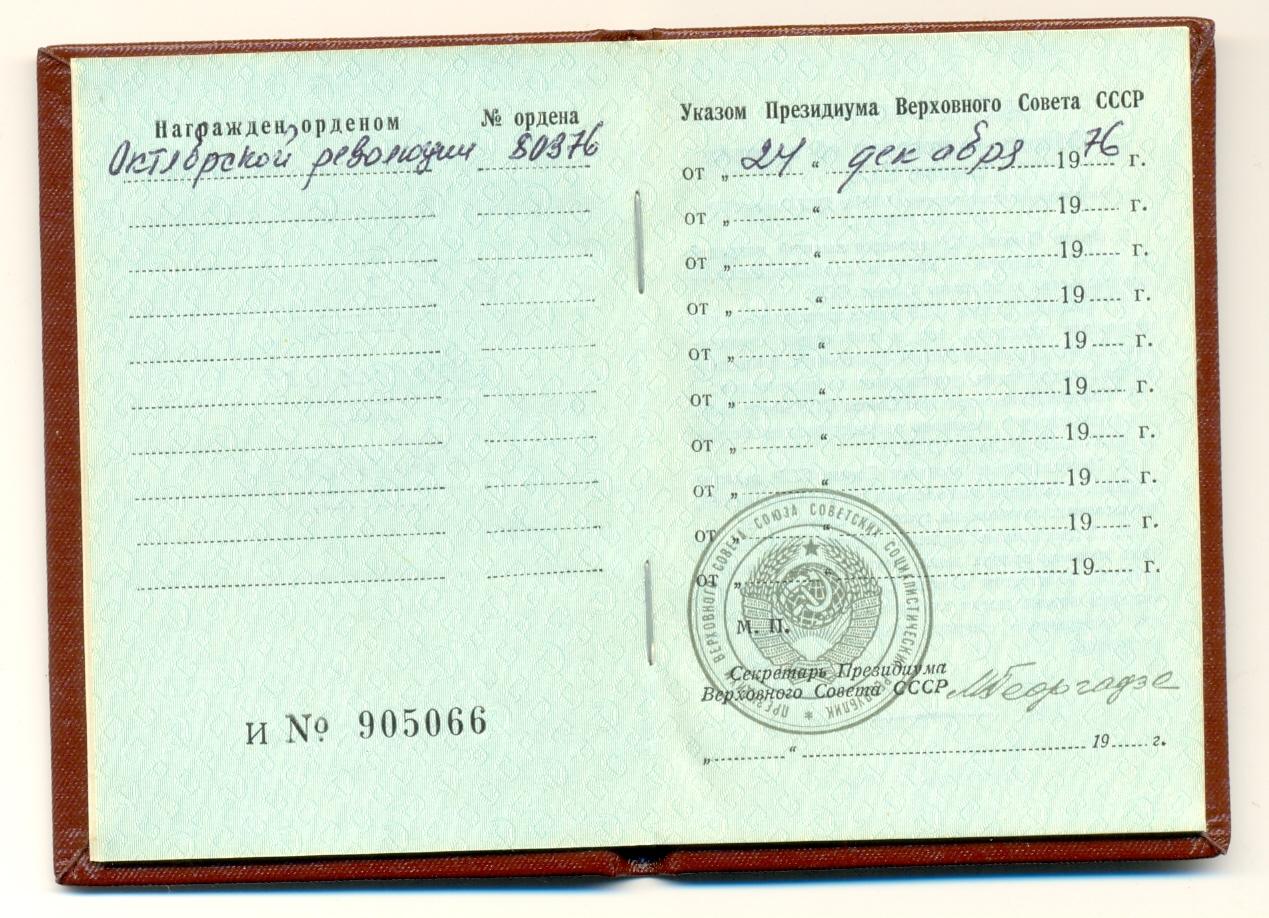 Награжден орденом № ордена
Октябрской революции 80376
И № 905066
Указом Президиума Верховного Совета СССР
от „ 24 “ декабря 1976 г.
от „ “ 19 г.
от „ “ 19 г.
от „ “ 19 г.
от „ “ 19 г.
от „ “ 19 г.
от „ “ 19 г.
от „ “ 19 г.
от „ “ 19 г.
от „ “ 19 г.
ПРЕЗИДИУМ ВЕРХОВНОГО СОВЕТА СОЮЗА СОВЕТСКИХ СОЦИАЛИСТИЧЕСКИХ РЕСПУБЛИК *
М. П.
Секретарь Президиума
Верховного Совета СССР МГеоргадзе
„ “ 19 г.